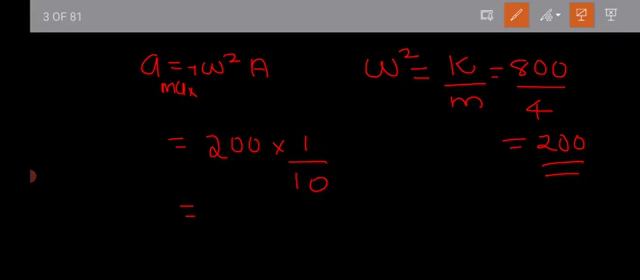 3 OF 81
a max = +ω² A
ω² = K/m = 800/4
= 200 × 1/10
= 200
=